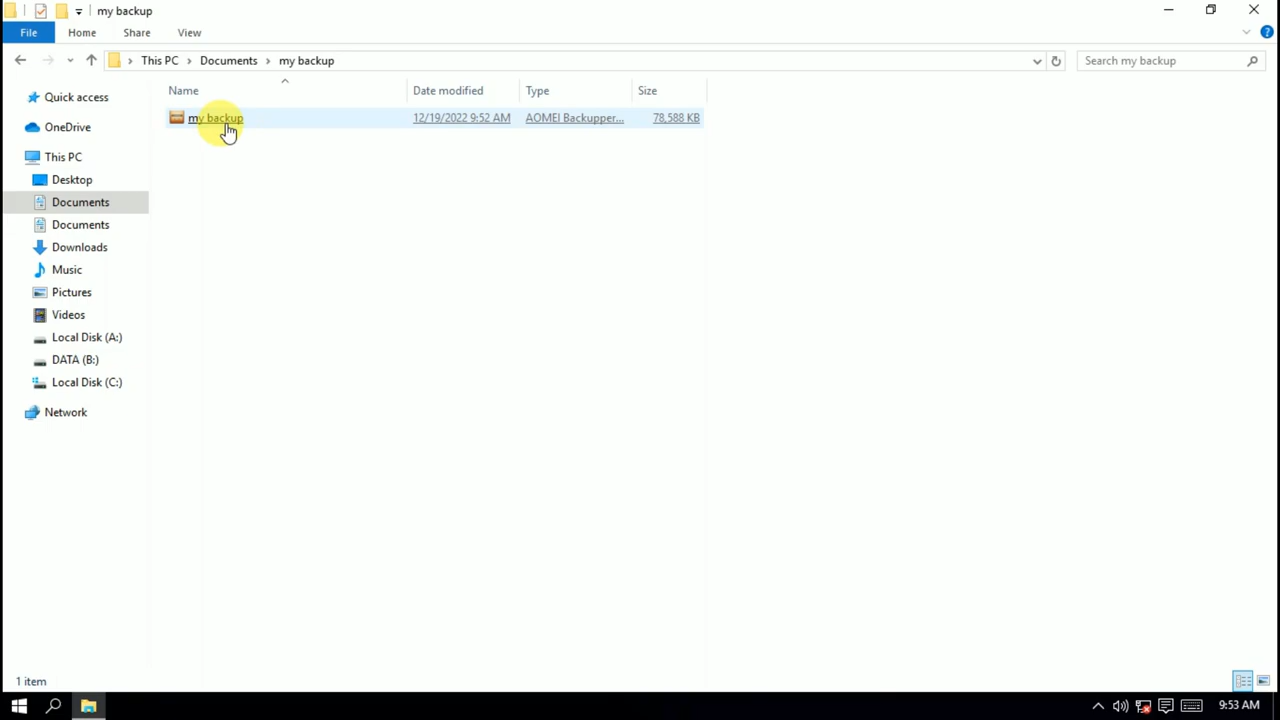 my backup
File Home Share View
This PC Documents my backup
Search my backup
Name Date modified Type Size
my backup 12/19/2022 9:52 AM AOMEI Backupper... 78,588 KB
Quick access
OneDrive
This PC
Desktop
Documents
Documents
Downloads
Music
Pictures
Videos
Local Disk (A:)
DATA (B:)
Local Disk (C:)
Network
1 item
9:53 AM